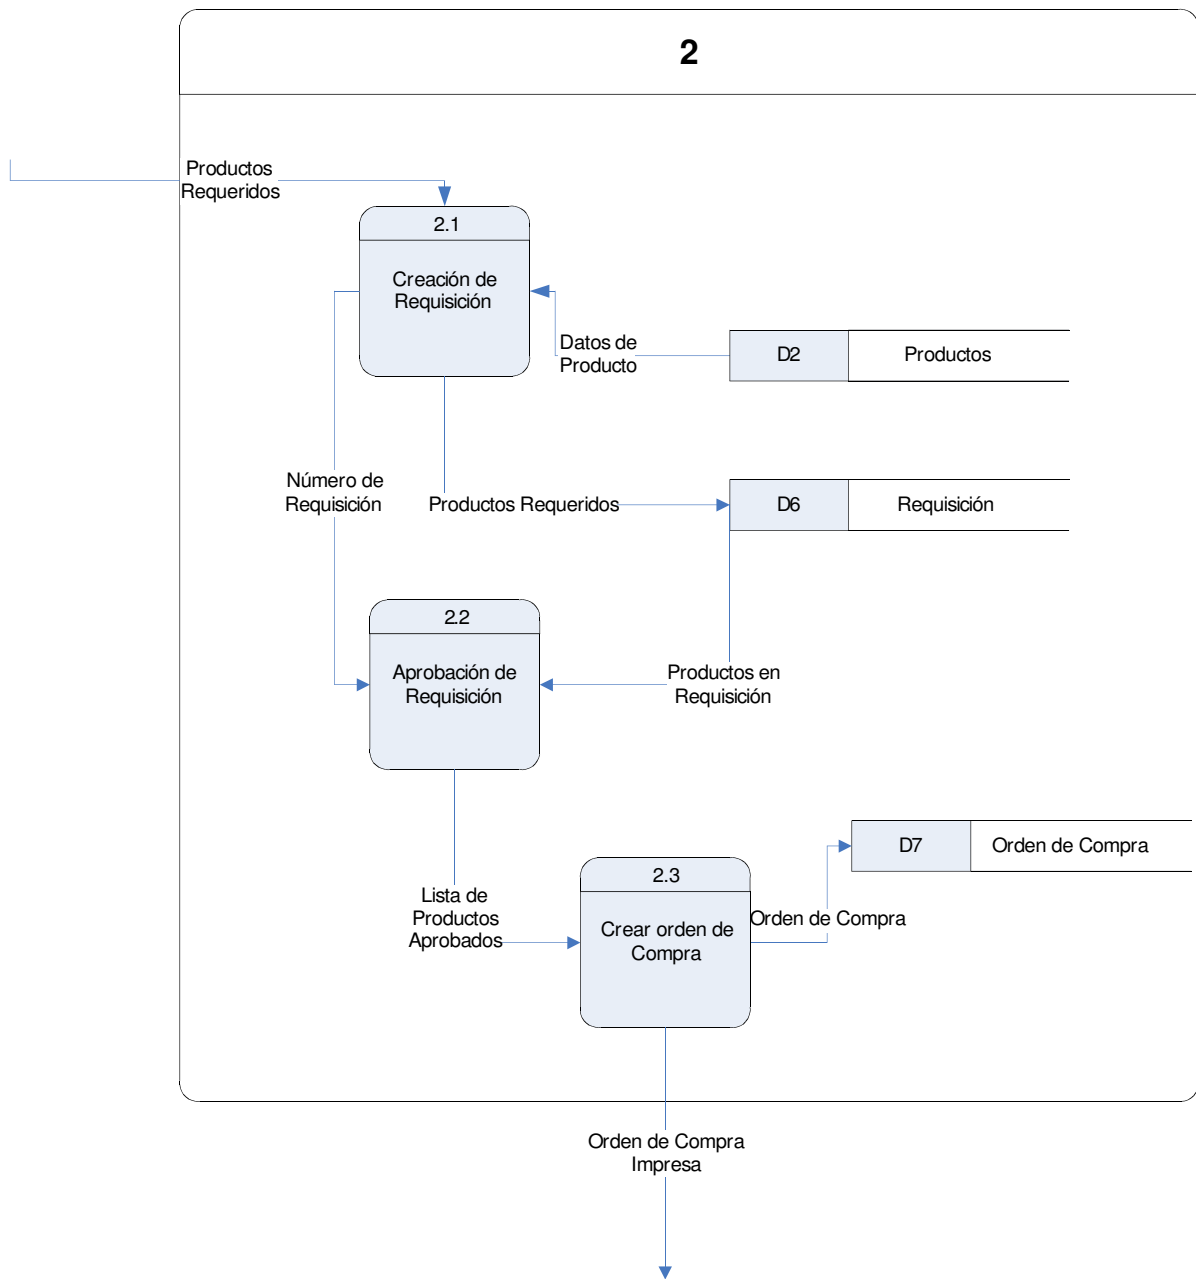 2
Productos
Requeridos
2.1
Creación de
Requisición
Datos de
Producto
D2
Productos
Número de
Requisición
Productos Requeridos
D6
Requisición
2.2
Aprobación de
Requisición
Productos en
Requisición
D7
Orden de Compra
2.3
Lista de
Productos
Aprobados
Crear orden de
Compra
Orden de Compra
Orden de Compra
Impresa